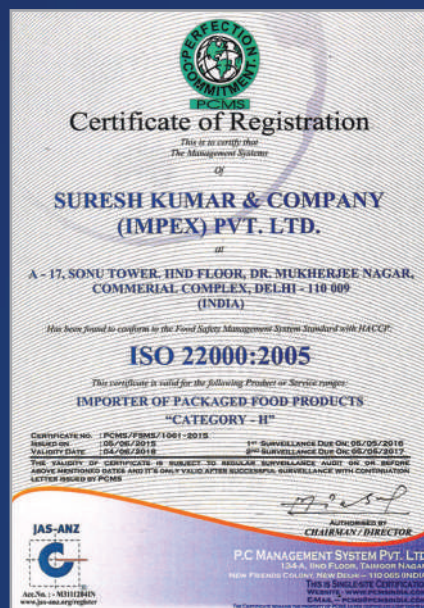 PERFECTION
COMMITMENT
PCMS
Certificate of Registration
This is to certify that
The Management Systems
Of
SURESH KUMAR & COMPANY
(IMPEX) PVT. LTD.
at
A - 17, SONU TOWER, IIND FLOOR, DR. MUKHERJEE NAGAR,
COMMERIAL COMPLEX, DELHI - 110 009
(INDIA)
Has been found to conform to the Food Safety Management System Standard with HACCP:
ISO 22000:2005
This certificate is valid for the following Product or Service ranges:
IMPORTER OF PACKAGED FOOD PRODUCTS
"CATEGORY - H"
CERTIFICATE NO. : PCMS/FSMS/1061-2015
ISSUED ON : 05/06/2015 1ST SURVEILLANCE DUE ON: 05/05/2016
VALIDITY DATE : 04/06/2018 2ND SURVEILLANCE DUE ON: 05/05/2017
THE VALIDITY OF CERTIFICATE IS SUBJECT TO REGULAR SURVEILLANCE AUDIT ON OR BEFORE
ABOVE MENTIONED DATES AND IT'S ONLY VALID AFTER SUCCESSFUL SURVEILLANCE WITH CONTINUATION
LETTER ISSUED BY PCMS
AUTHORISED BY
CHAIRMAN / DIRECTOR
JAS-ANZ
P.C MANAGEMENT SYSTEM PVT. LTD
134-A, IIND FLOOR, TAIMOOR NAGAR
NEW FRIENDS COLONY, NEW DELHI - 110 065 (INDIA)
THIS IS SINGLE-SITE CERTIFICATION
WEBSITE - WWW.PCMSINDIA.COM
www.jas-anz.org/register